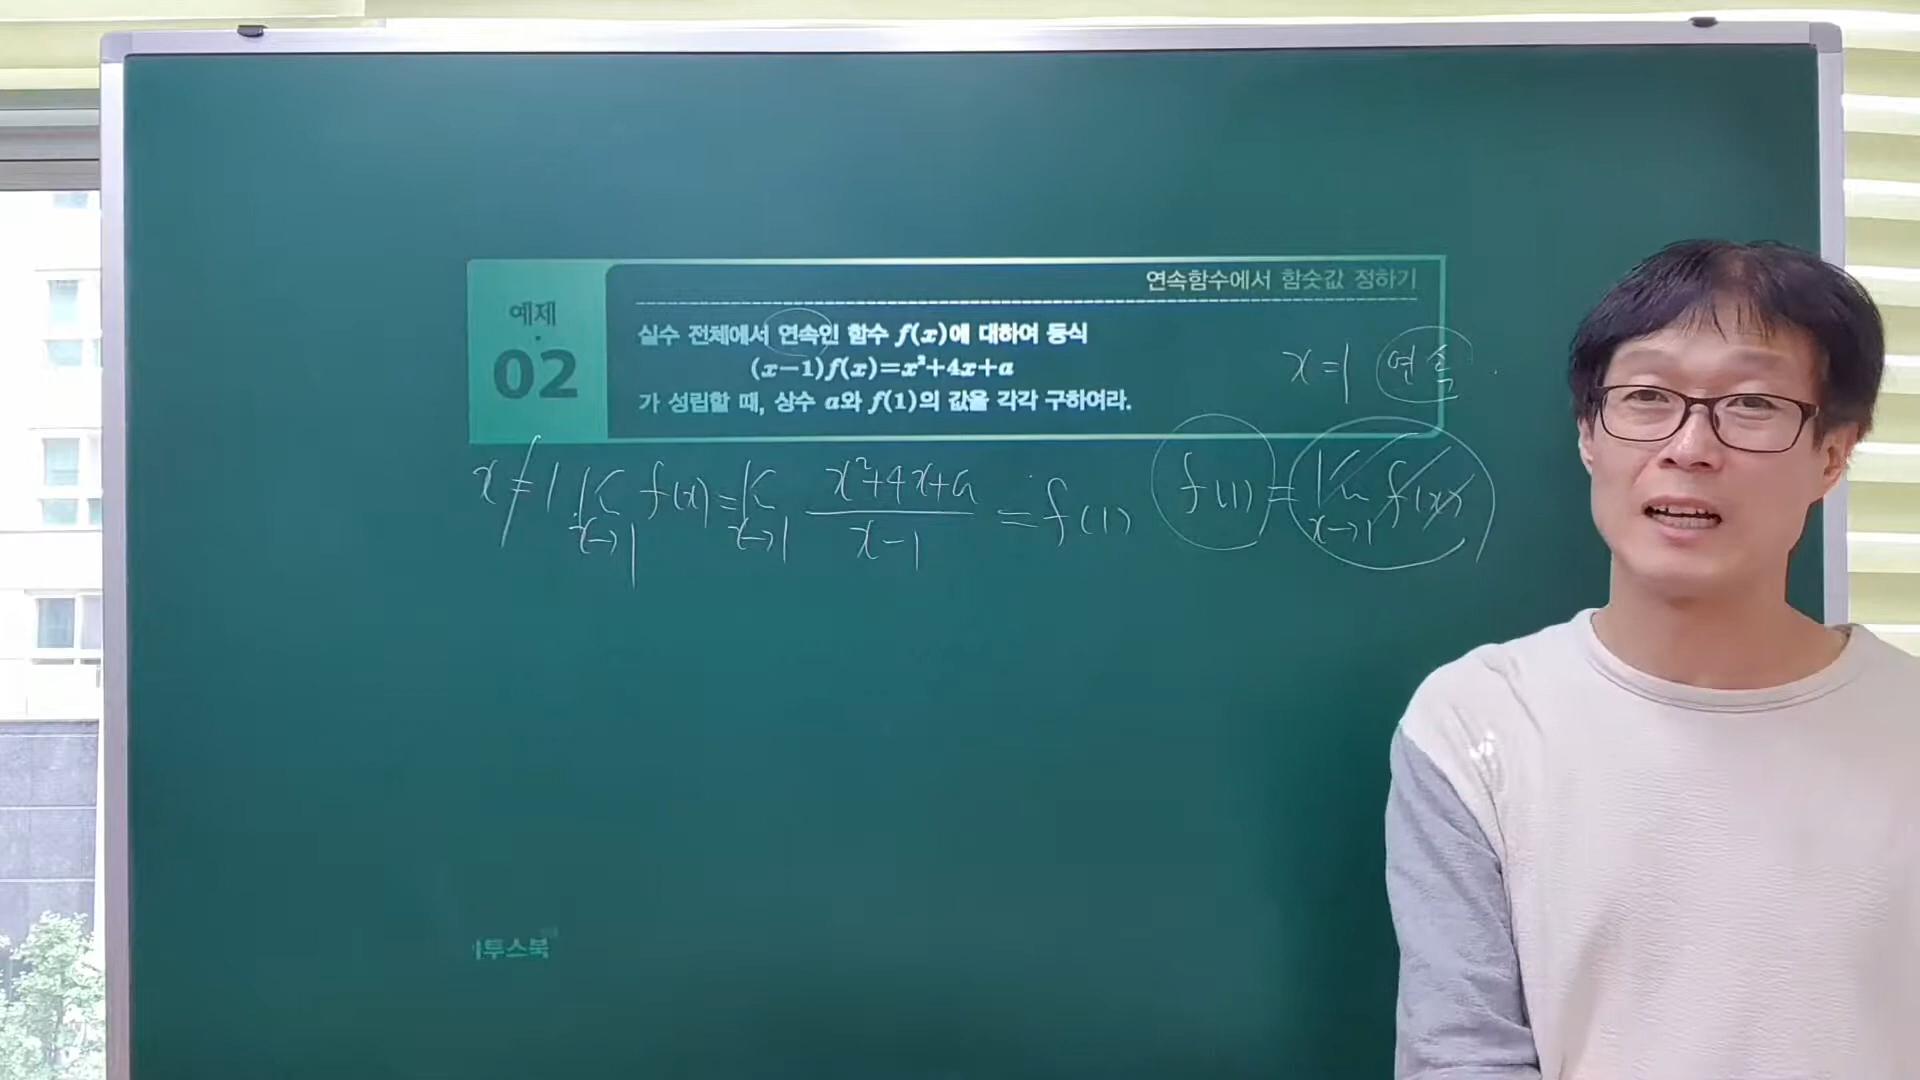 연속함수에서 함숫값 정하기
예제
02
실수 전체에서 연속인 함수 f(x)에 대하여 등식
(x-1)f(x)=x²+4x+a
가 성립할 때, 상수 a와 f(1)의 값을 각각 구하여라.
x=1 연속
x≠1 lim x→1 f(x) = lim x→1 (x²+4x+a)/(x-1) = f(1)
f(1) = lim x→1 f(x)
이투스북